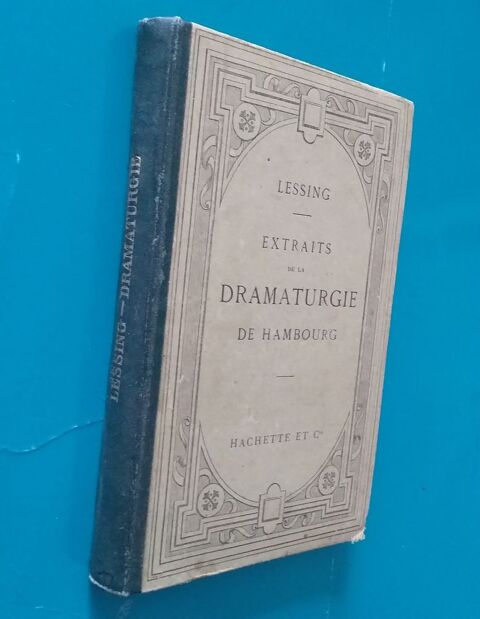 LESSING
EXTRAITS
DE LA
DRAMATURGIE
DE HAMBOURG
HACHETTE ET Cie
LESSING — DRAMATURGIE